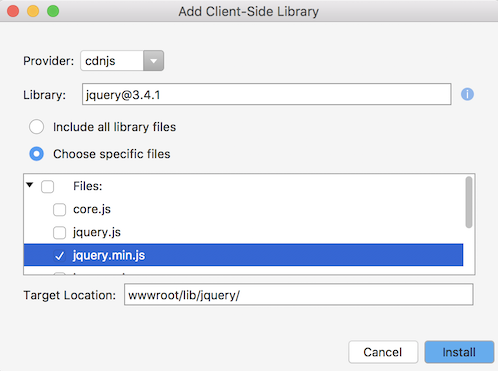 Add Client-Side Library
Provider: cdnjs
Library: jquery@3.4.1
Include all library files
Choose specific files
Files:
core.js
jquery.js
jquery.min.js
Target Location: wwwroot/lib/jquery/
Cancel Install